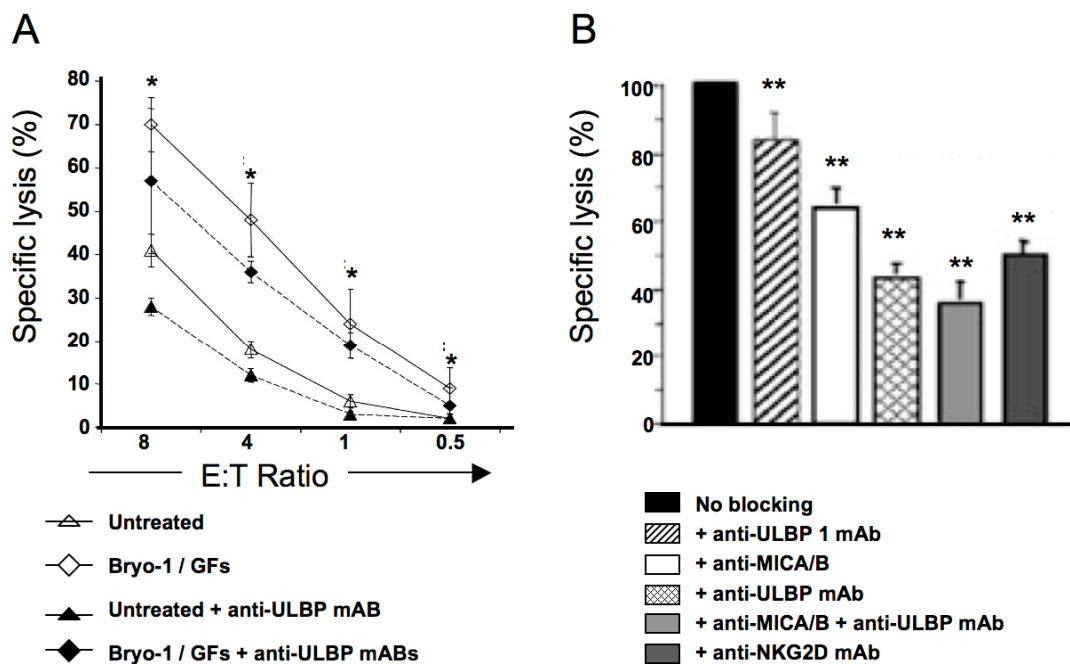 A
B
Specific lysis (%)
80
70
60
50
40
30
20
10
0
*
*
*
*
8 4 1 0.5
E:T Ratio
Untreated
Bryo-1 / GFs
Untreated + anti-ULBP mAB
Bryo-1 / GFs + anti-ULBP mABs
Specific lysis (%)
100
80
60
40
20
0
**
**
**
**
**
No blocking
+ anti-ULBP 1 mAb
+ anti-MICA/B
+ anti-ULBP mAb
+ anti-MICA/B + anti-ULBP mAb
+ anti-NKG2D mAb